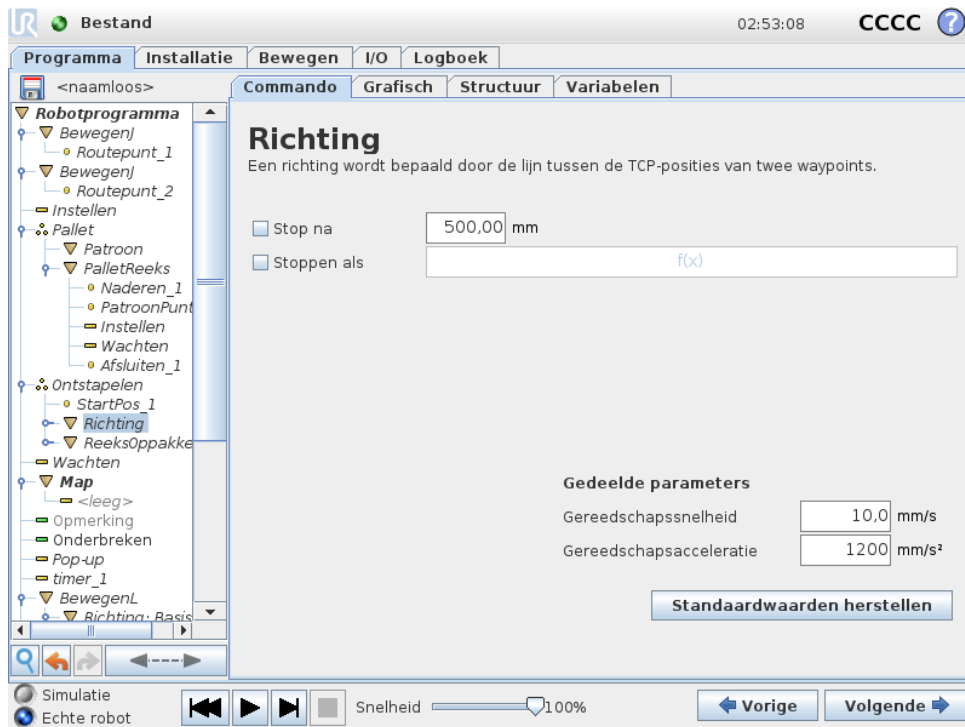 UR Bestand 02:53:08 CCCC ?
Programma Installatie Bewegen I/O Logboek
<naamloos>
Commando Grafisch Structuur Variabelen
Robotprogramma
BewegenJ
Routepunt_1
BewegenJ
Routepunt_2
Instellen
Pallet
Patroon
PalletReeks
Naderen_1
PatroonPunt
Instellen
Wachten
Afsluiten_1
Ontstapelen
StartPos_1
Richting
ReeksOppakke
Wachten
Map
<leeg>
Opmerking
Onderbreken
Pop-up
timer_1
BewegenL
Richting: Basis
Richting
Een richting wordt bepaald door de lijn tussen de TCP-posities van twee waypoints.
Stop na 500,00 mm
Stoppen als f(x)
Gedeelde parameters
Gereedschapssnelheid 10,0 mm/s
Gereedschapsacceleratie 1200 mm/s²
Standaardwaarden herstellen
Simulatie
Echte robot
Snelheid 100%
Vorige Volgende